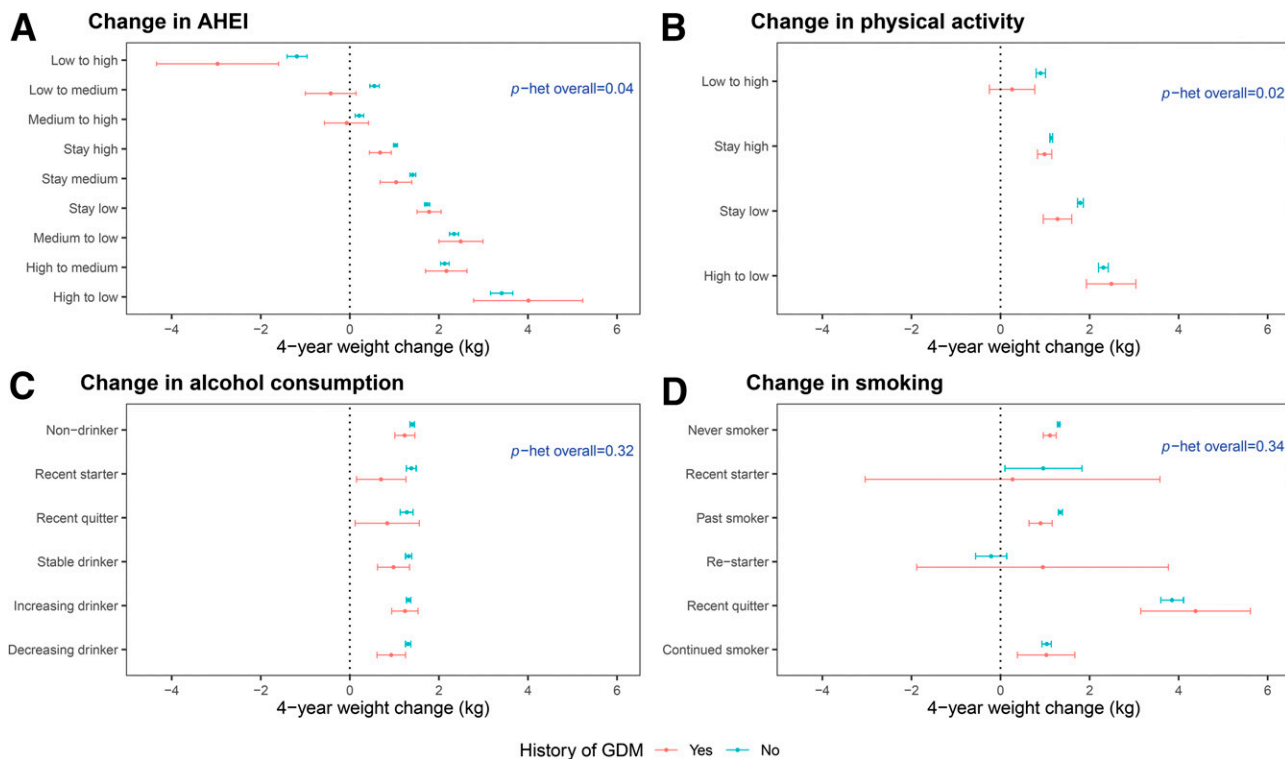 A Change in AHEI
Low to high
Low to medium
Medium to high
Stay high
Stay medium
Stay low
Medium to low
High to medium
High to low
p-het overall=0.04
−4 −2 0 2 4 6
4−year weight change (kg)
B Change in physical activity
Low to high
Stay high
Stay low
High to low
p-het overall=0.02
−4 −2 0 2 4 6
4−year weight change (kg)
C Change in alcohol consumption
Non−drinker
Recent starter
Recent quitter
Stable drinker
Increasing drinker
Decreasing drinker
p-het overall=0.32
−4 −2 0 2 4 6
4−year weight change (kg)
D Change in smoking
Never smoker
Recent starter
Past smoker
Re−starter
Recent quitter
Continued smoker
p-het overall=0.34
−4 −2 0 2 4 6
4−year weight change (kg)
History of GDM Yes No